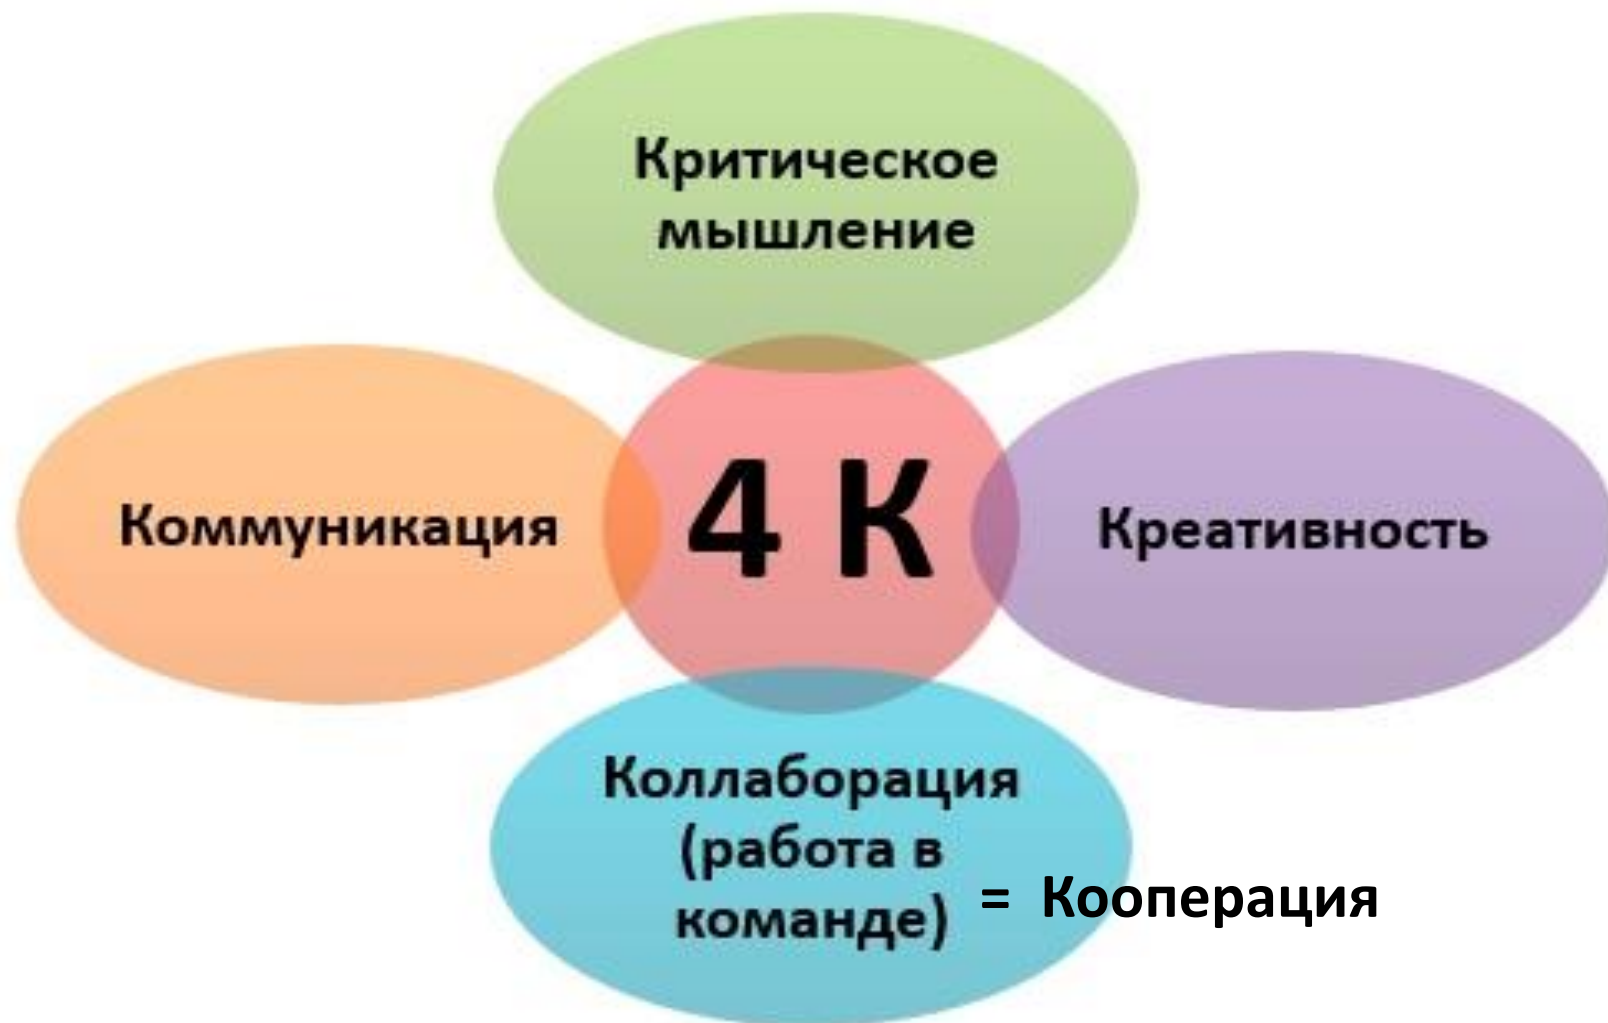 Критическое
мышление
Коммуникация
4 К
Креативность
Коллаборация
(работа в
команде)
= Кооперация